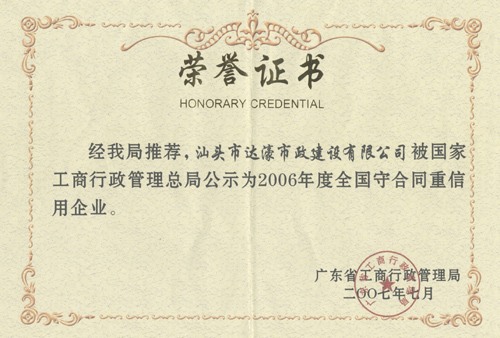 荣誉证书
HONORARY CREDENTIAL
经我局推荐，汕头市达濠市政建设有限公司被国家
工商行政管理总局公示为2006年度全国守合同重信
用企业。
广东省工商行政管理局
二〇〇七年七月